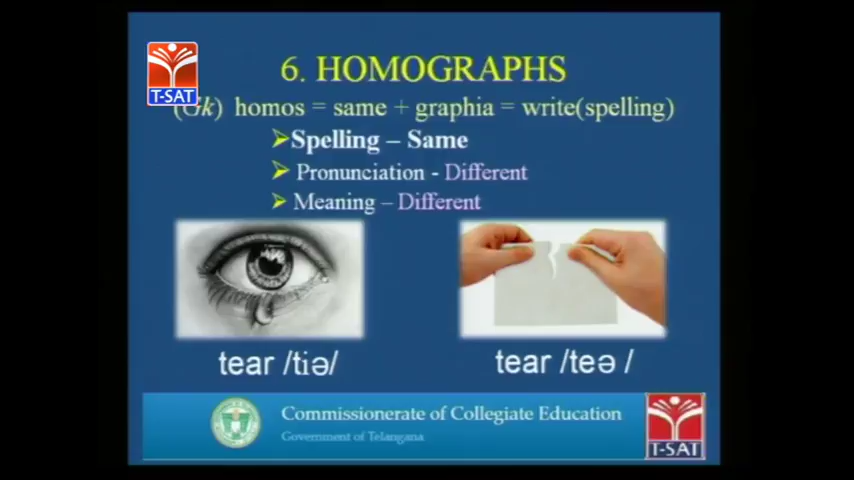 T-SAT
6. HOMOGRAPHS
(Gk) homos = same + graphia = write(spelling)
➢Spelling – Same
➢ Pronunciation - Different
➢ Meaning – Different
tear /tiə/
tear /teə /
Commissionerate of Collegiate Education
Government of Telangana
T-SAT